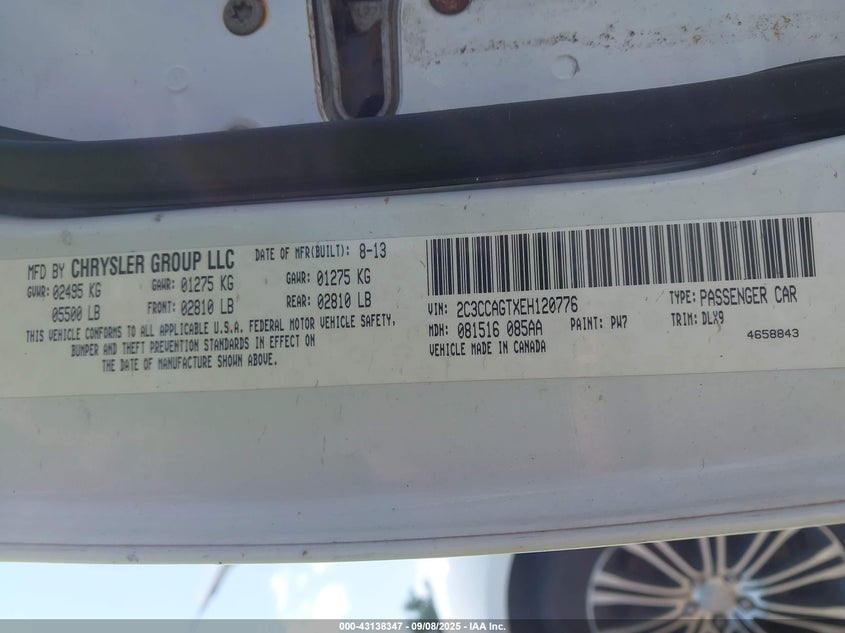 MFD BY CHRYSLER GROUP LLC DATE OF MFR(BUILT): 8-13
GVWR: 02495 KG GAWR: 01275 KG GAWR: 01275 KG
05500 LB FRONT: 02810 LB REAR: 02810 LB
THIS VEHICLE CONFORMS TO ALL APPLICABLE U.S.A. FEDERAL MOTOR VEHICLE SAFETY,
BUMPER AND THEFT PREVENTION STANDARDS IN EFFECT ON
THE DATE OF MANUFACTURE SHOWN ABOVE.
VIN: 2C3CCAGTXEH120776 TYPE: PASSENGER CAR
MDH: 081516 085AA PAINT: PW7 TRIM: DLX9
VEHICLE MADE IN CANADA 4658843
000-43138347 - 09/08/2025 - IAA Inc.